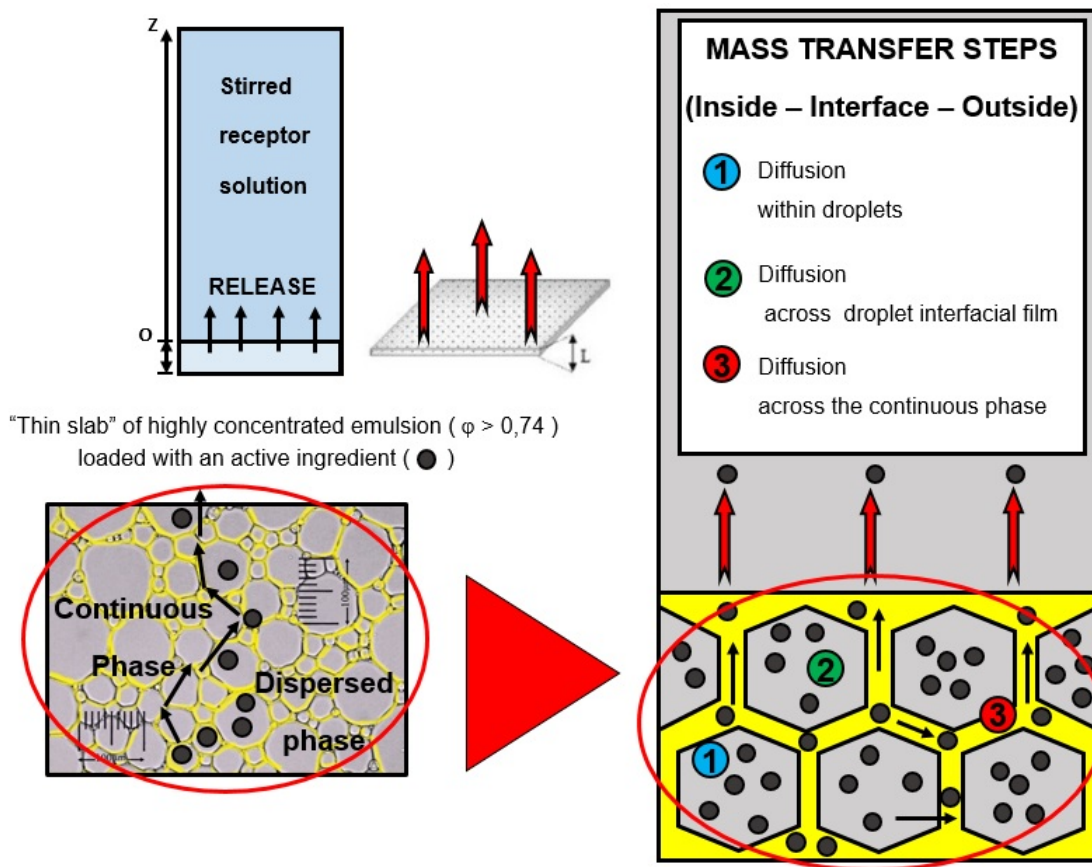 Z
Stirred
receptor
solution
RELEASE
O
L
“Thin slab” of highly concentrated emulsion ( φ > 0,74 )
loaded with an active ingredient ( )
Continuous
Phase
Dispersed
phase
100µm
100µm
MASS TRANSFER STEPS
(Inside – Interface – Outside)
1 Diffusion
within droplets
2 Diffusion
across droplet interfacial film
3 Diffusion
across the continuous phase
2
3
1